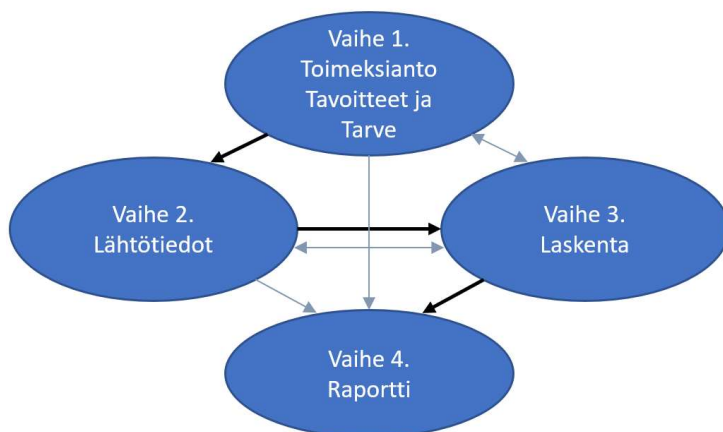 Vaihe 1.
Toimeksianto
Tavoitteet ja
Tarve
Vaihe 2.
Lähtötiedot
Vaihe 3.
Laskenta
Vaihe 4.
Raportti